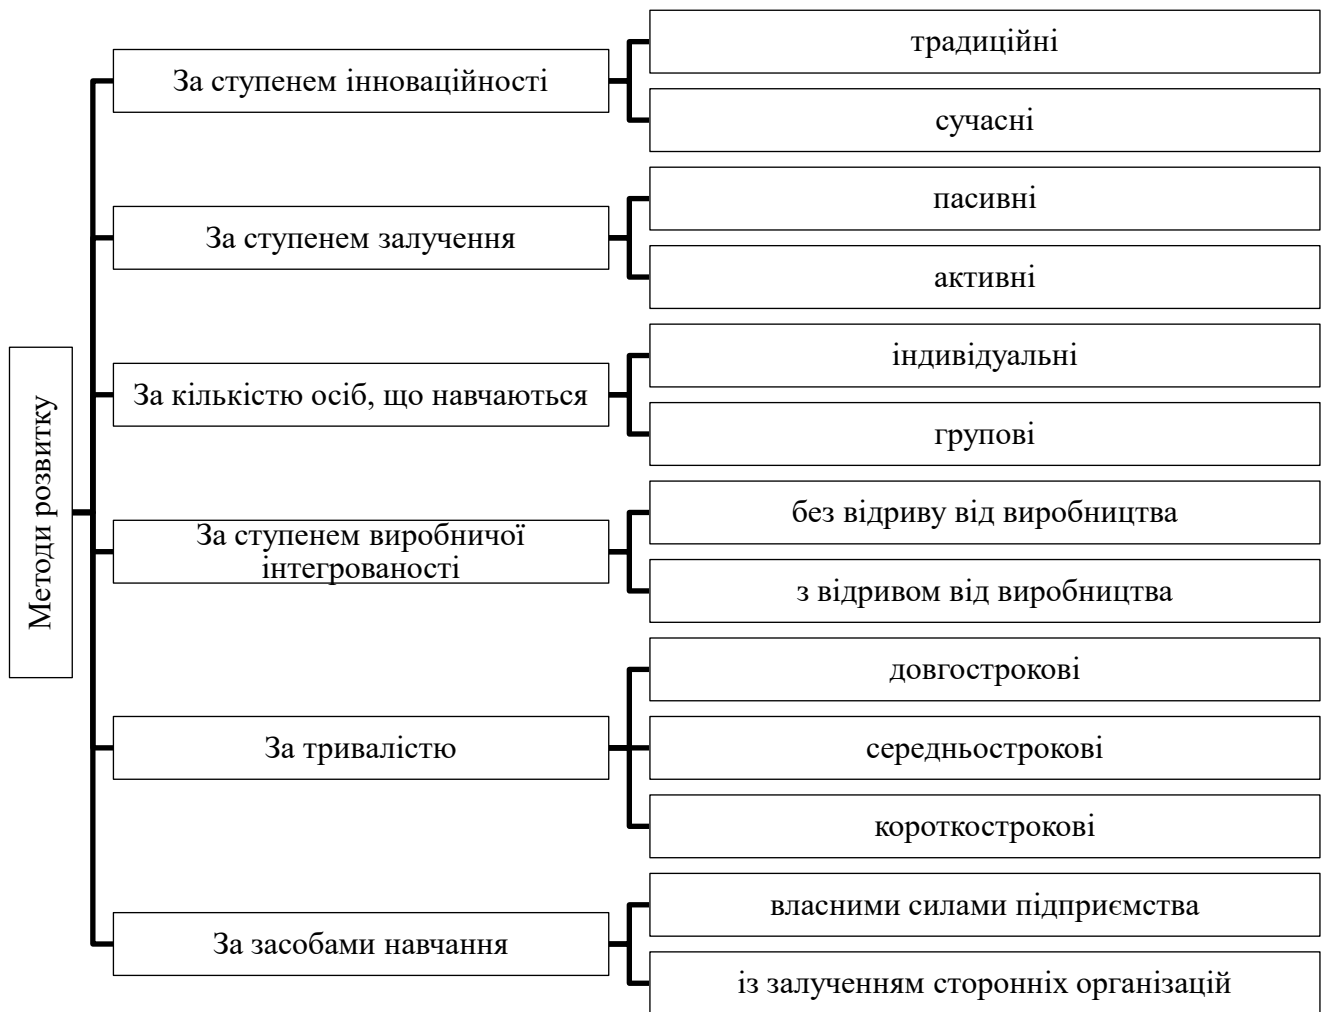 Методи розвитку
За ступенем інноваційності
традиційні
сучасні
За ступенем залучення
пасивні
активні
За кількістю осіб, що навчаються
індивідуальні
групові
За ступенем виробничої
інтегрованості
без відриву від виробництва
з відривом від виробництва
За тривалістю
довгострокові
середньострокові
короткострокові
За засобами навчання
власними силами підприємства
із залученням сторонніх організацій